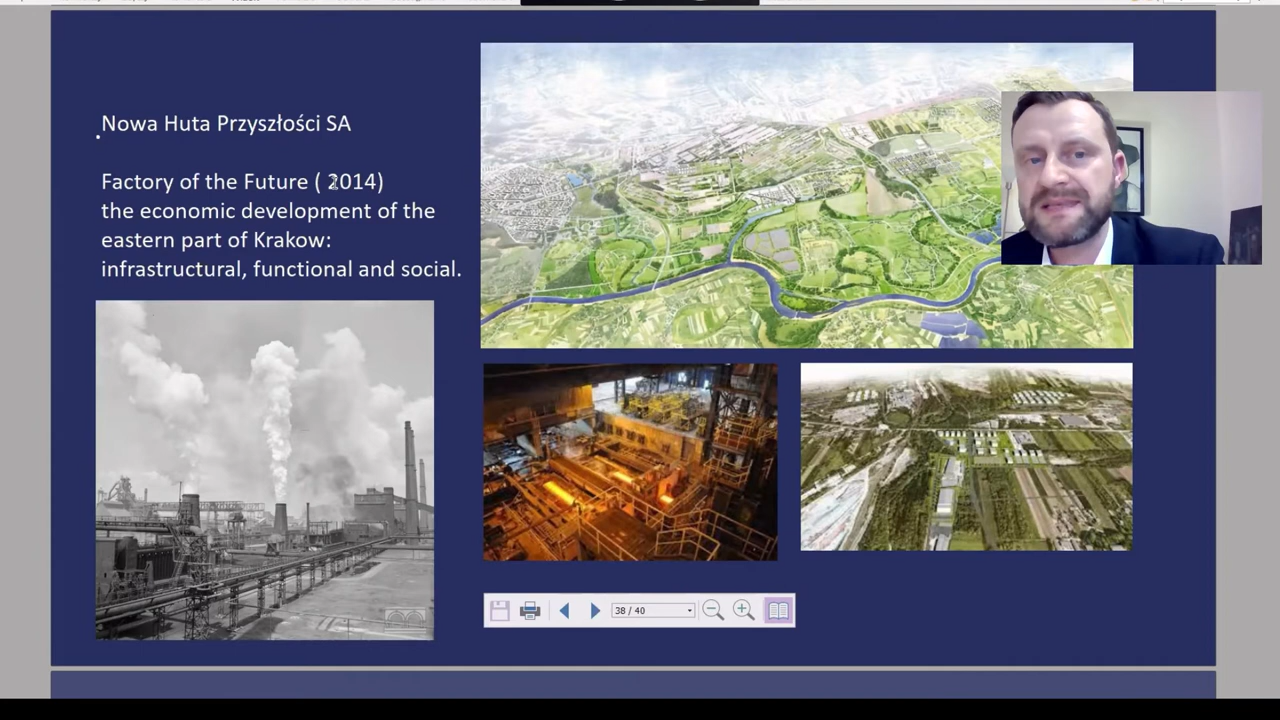 Nowa Huta Przyszłości SA
Factory of the Future ( 2014)
the economic development of the
eastern part of Krakow:
infrastructural, functional and social.
38 / 40